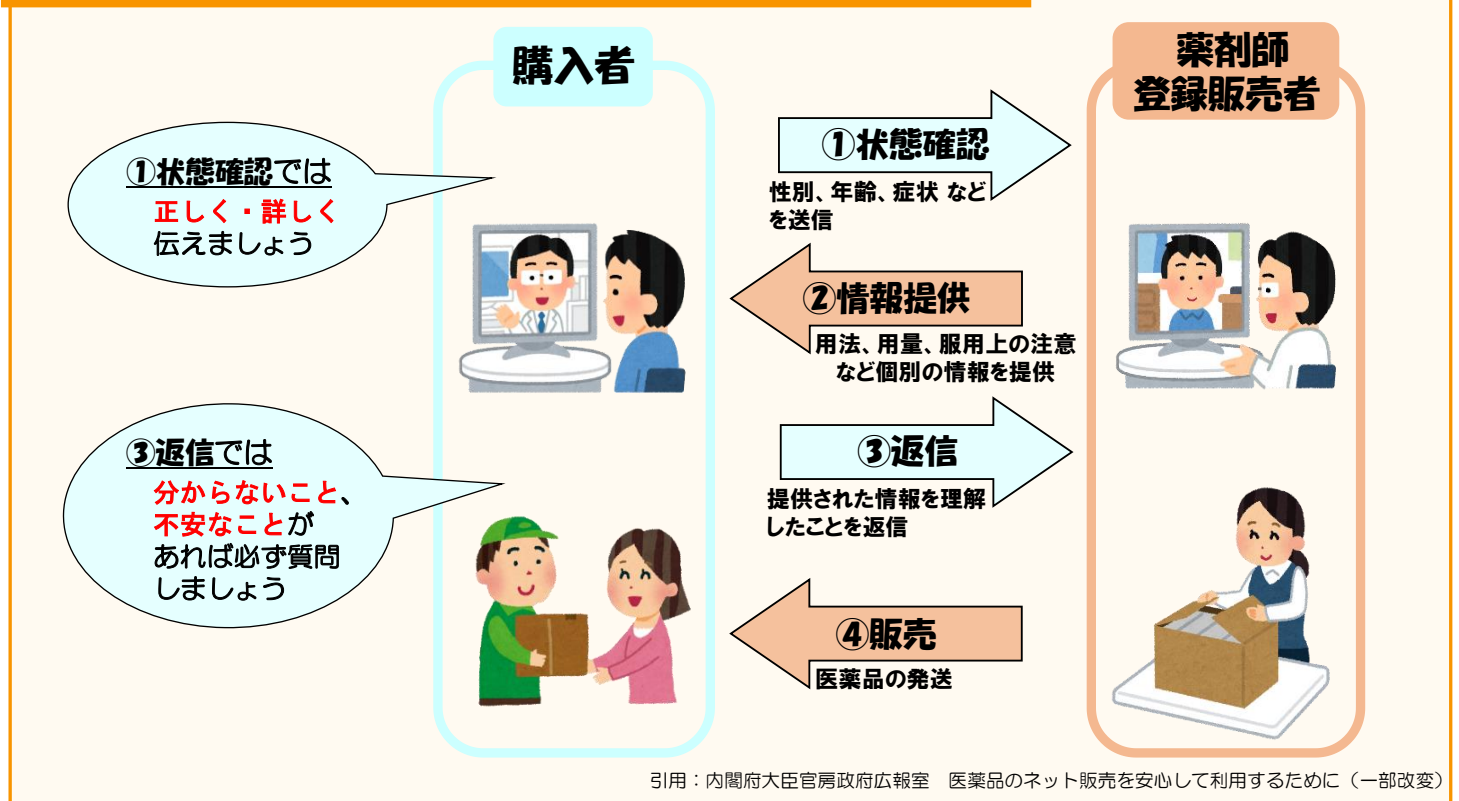 購入者
薬剤師
登録販売者
①状態確認では
正しく・詳しく
伝えましょう
①状態確認
性別、年齢、症状 など
を送信
②情報提供
用法、用量、服用上の注意
など個別の情報を提供
③返信では
分からないこと、
不安なことが
あれば必ず質問
しましょう
③返信
提供された情報を理解
したことを返信
④販売
医薬品の発送
引用：内閣府大臣官房政府広報室　医薬品のネット販売を安心して利用するために（一部改変）